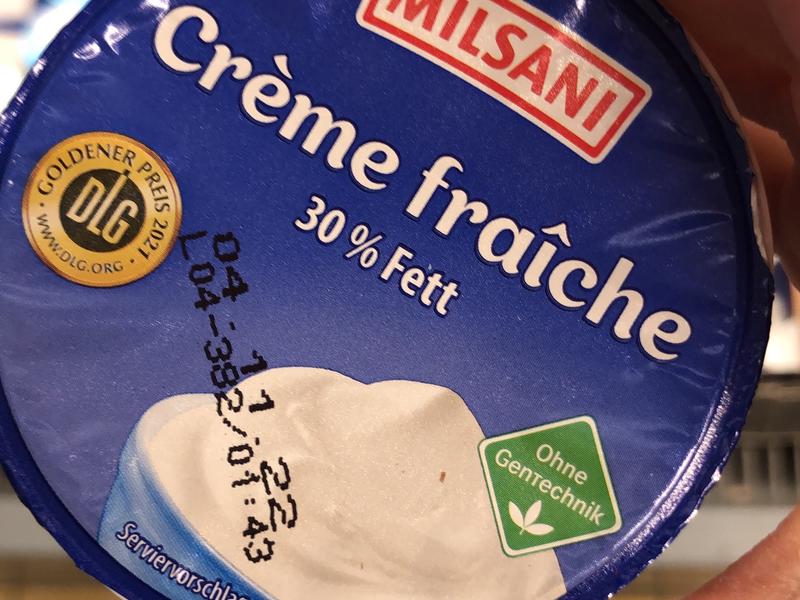 MILSANI
Crème fraîche
30 % Fett
GOLDENER PREIS 2021
DLG
WWW.DLG.ORG
04.11.22
L04-382/01:43
Ohne
GenTechnik